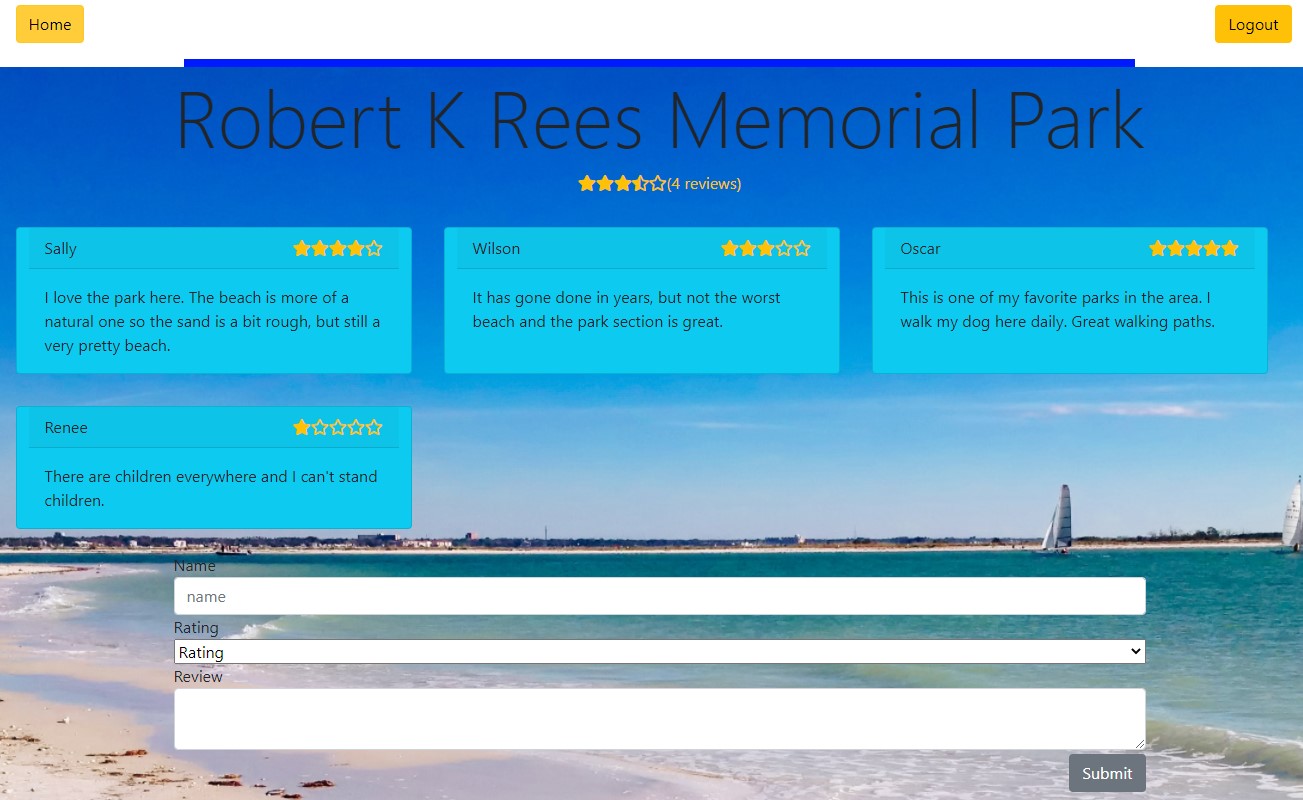 Home
Logout
Robert K Rees Memorial Park
(4 reviews)
Sally
I love the park here. The beach is more of a
natural one so the sand is a bit rough, but still a
very pretty beach.
Wilson
It has gone done in years, but not the worst
beach and the park section is great.
Oscar
This is one of my favorite parks in the area. I
walk my dog here daily. Great walking paths.
Renee
There are children everywhere and I can't stand
children.
Name
name
Rating
Rating
Review
Submit